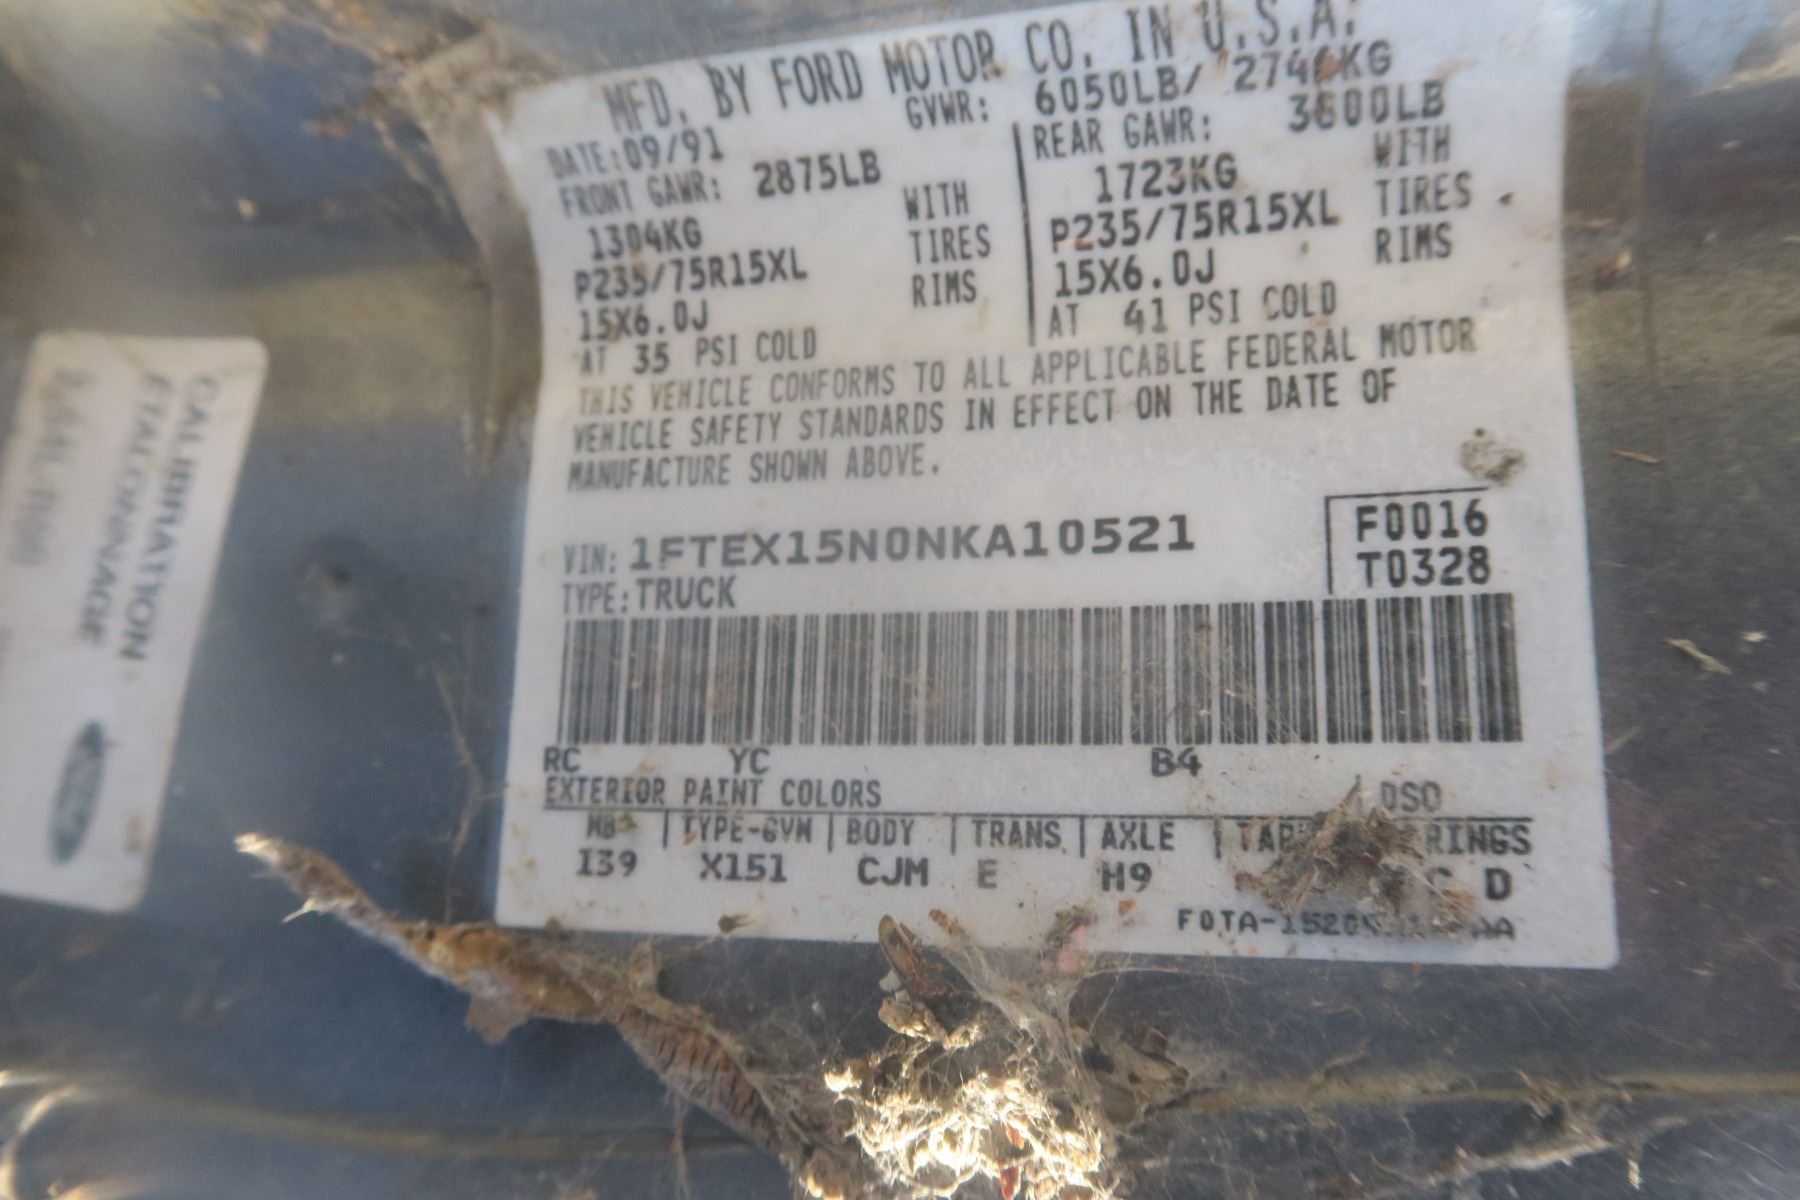 MFD. BY FORD MOTOR CO. IN U.S.A.
DATE:09/91 GVWR: 6050LB/ 2744KG
FRONT GAWR: 2875LB
1304KG WITH
P235/75R15XL TIRES
15X6.0J RIMS
AT 35 PSI COLD
REAR GAWR: 3800LB
1723KG WITH
P235/75R15XL TIRES
15X6.0J RIMS
AT 41 PSI COLD
THIS VEHICLE CONFORMS TO ALL APPLICABLE FEDERAL MOTOR
VEHICLE SAFETY STANDARDS IN EFFECT ON THE DATE OF
MANUFACTURE SHOWN ABOVE.
VIN: 1FTEX15N0NKA10521
F0016
T0328
TYPE: TRUCK
RC YC B4
EXTERIOR PAINT COLORS DSO
WB | TYPE-GVW | BODY | TRANS | AXLE |
139 X151 CJM E H9 D
CALIBRATION
ETALONNAGE